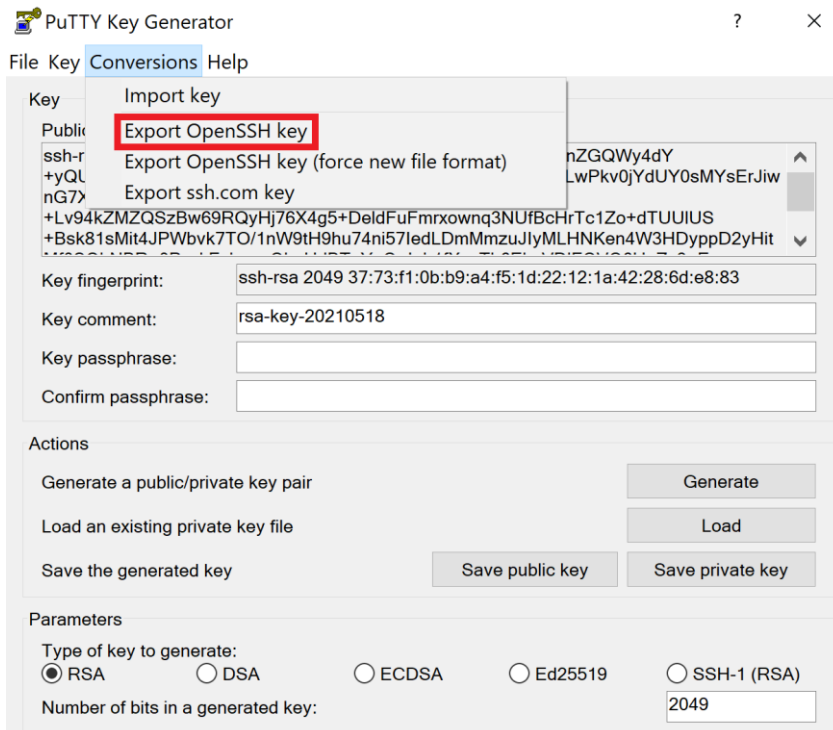 PuTTY Key Generator
? ×
File Key Conversions Help
Import key
Export OpenSSH key
Export OpenSSH key (force new file format)
Export ssh.com key
Key
Public
ssh-r nZGQWy4dY
+yQU LwPkv0jYdUY0sMYsErJiw
nG7X
+Lv94kZMZQSzBw69RQyHj76X4g5+DeldFuFmrxownq3NUfBcHrTc1Zo+dTUUIUS
+Bsk81sMit4JPWbvk7TO/1nW9tH9hu74ni57IedLDmMmzuJIyMLHNKen4W3HDyppD2yHit
Key fingerprint: ssh-rsa 2049 37:73:f1:0b:b9:a4:f5:1d:22:12:1a:42:28:6d:e8:83
Key comment: rsa-key-20210518
Key passphrase:
Confirm passphrase:
Actions
Generate a public/private key pair Generate
Load an existing private key file Load
Save the generated key Save public key Save private key
Parameters
Type of key to generate:
RSA DSA ECDSA Ed25519 SSH-1 (RSA)
Number of bits in a generated key: 2049